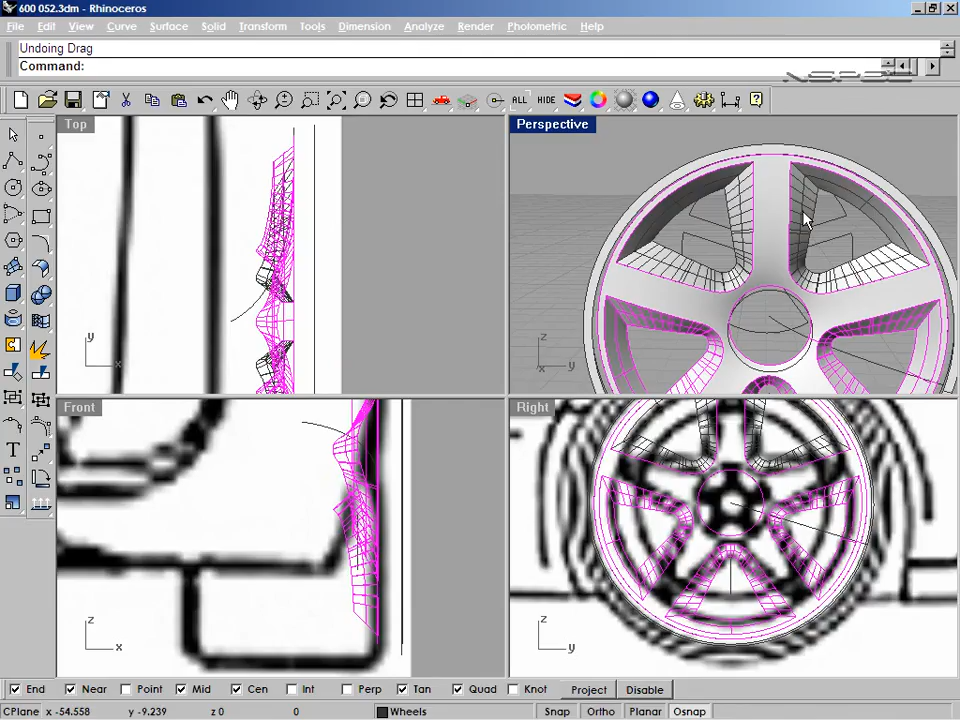 600 052.3dm - Rhinoceros
File Edit View Curve Surface Solid Transform Tools Dimension Analyze Render Photometric Help
Undoing Drag
Command:
ALL HIDE
Top
Perspective
y
x
z
x y
Front
Right
T
z
x
z
y
End Near Point Mid Cen Int Perp Tan Quad Knot Project Disable
CPlane x -54.558 y -9.239 z 0 0 Wheels Snap Ortho Planar Osnap